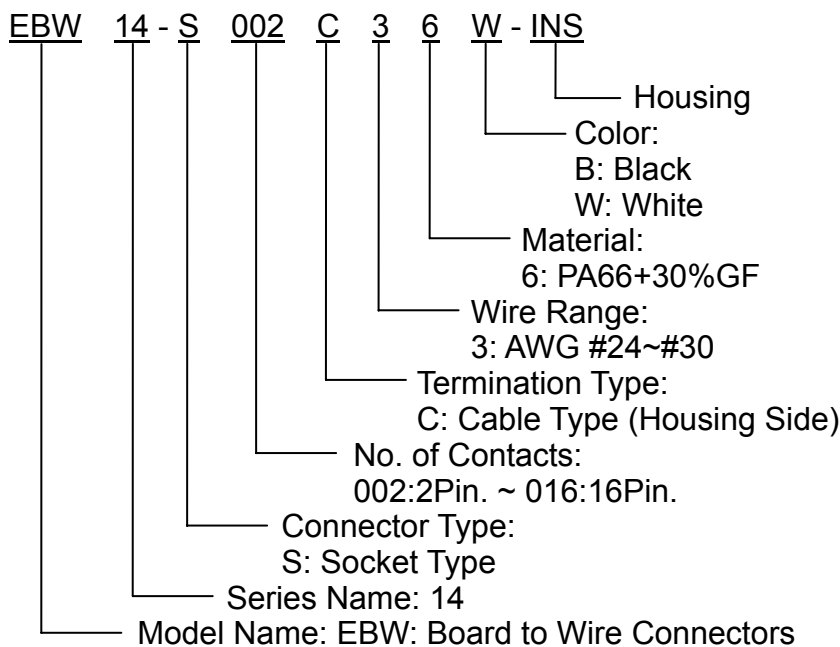 EBW 14 - S 002 C 3 6 W - INS
Housing
Color:
B: Black
W: White
Material:
6: PA66+30%GF
Wire Range:
3: AWG #24~#30
Termination Type:
C: Cable Type (Housing Side)
No. of Contacts:
002:2Pin. ~ 016:16Pin.
Connector Type:
S: Socket Type
Series Name: 14
Model Name: EBW: Board to Wire Connectors